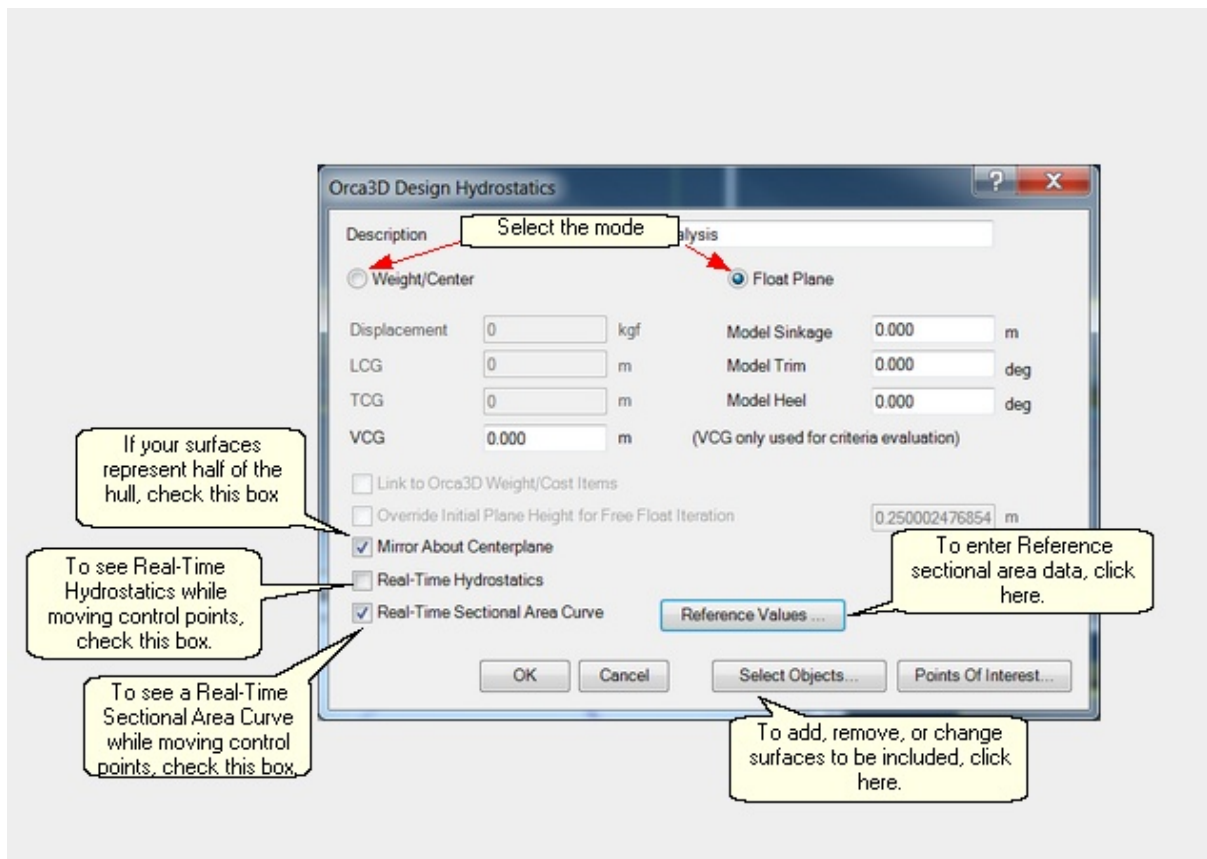 Orca3D Design Hydrostatics
?
X
Description
Select the mode
alysis
Weight/Center
Float Plane
Displacement 0 kgf
Model Sinkage 0.000 m
LCG 0 m
Model Trim 0.000 deg
TCG 0 m
Model Heel 0.000 deg
VCG 0.000 m
(VCG only used for criteria evaluation)
If your surfaces
represent half of the
hull, check this box
Link to Orca3D Weight/Cost Items
Override Initial Plane Height for Free Float Iteration
0.250002476854 m
Mirror About Centerplane
To see Real-Time
Hydrostatics while
moving control points,
check this box.
Real-Time Hydrostatics
Real-Time Sectional Area Curve
Reference Values ...
To enter Reference
sectional area data, click
here.
To see a Real-Time
Sectional Area Curve
while moving control
points, check this box.
OK
Cancel
Select Objects...
Points Of Interest...
To add, remove, or change
surfaces to be included, click
here.